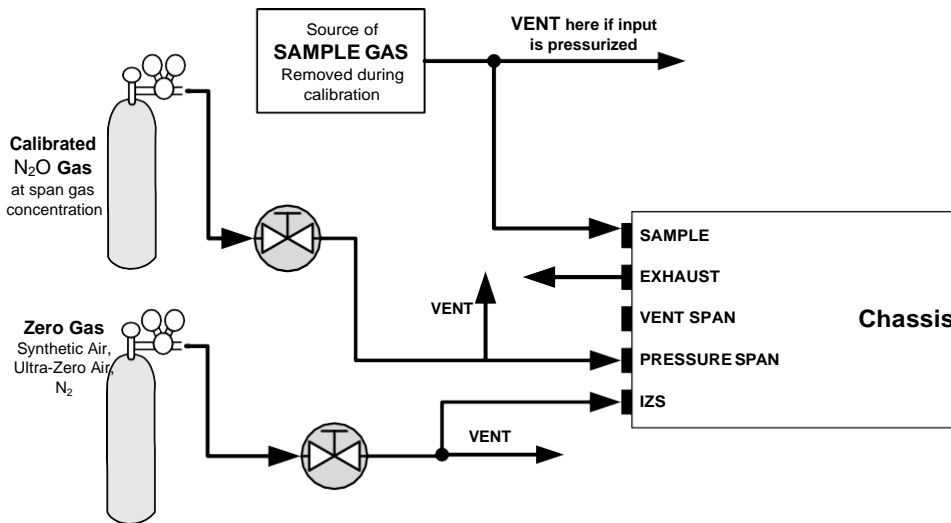 Source of
SAMPLE GAS
Removed during
calibration
VENT here if input
is pressurized
Calibrated
N₂O Gas
at span gas
concentration
SAMPLE
EXHAUST
VENT SPAN
PRESSURE SPAN
IZS
Chassis
VENT
Zero Gas
Synthetic Air,
Ultra-Zero Air,
N₂
VENT